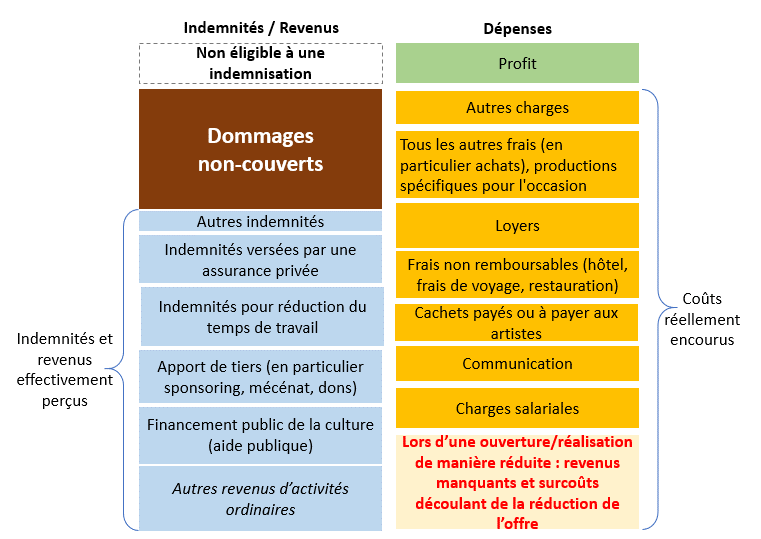 Indemnités / Revenus
Non éligible à une
indemnisation
Dommages
non-couverts
Autres indemnités
Indemnités versées par une
assurance privée
Indemnités pour réduction du
temps de travail
Apport de tiers (en particulier
sponsoring, mécénat, dons)
Financement public de la culture
(aide publique)
Autres revenus d’activités
ordinaires
Indemnités et
revenus
effectivement
perçus
Dépenses
Profit
Autres charges
Tous les autres frais (en
particulier achats), productions
spécifiques pour l'occasion
Loyers
Frais non remboursables (hôtel,
frais de voyage, restauration)
Cachets payés ou à payer aux
artistes
Communication
Charges salariales
Lors d’une ouverture/réalisation
de manière réduite : revenus
manquants et surcoûts
découlant de la réduction de
l’offre
Coûts
réellement
encourus